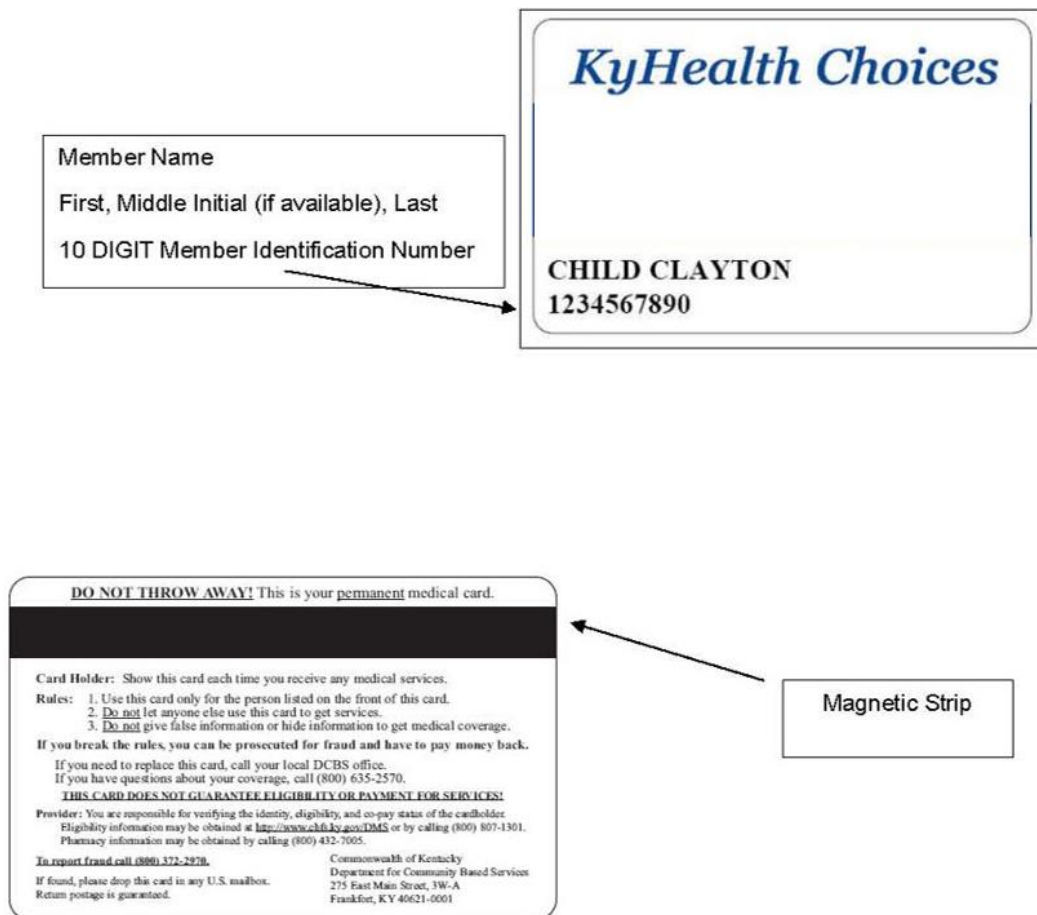 KyHealth Choices
Member Name
First, Middle Initial (if available), Last
10 DIGIT Member Identification Number
CHILD CLAYTON
1234567890
DO NOT THROW AWAY! This is your permanent medical card.
Card Holder: Show this card each time you receive any medical services.
Rules: 1. Use this card only for the person listed on the front of this card.
2. Do not let anyone else use this card to get services.
3. Do not give false information or hide information to get medical coverage.
If you break the rules, you can be prosecuted for fraud and have to pay money back.
If you need to replace this card, call your local DCBS office.
If you have questions about your coverage, call (800) 635-2570.
THIS CARD DOES NOT GUARANTEE ELIGIBILITY OR PAYMENT FOR SERVICES!
Provider: You are responsible for verifying the identity, eligibility, and co-pay status of the cardholder.
Eligibility information may be obtained at http://www.chfs.ky.gov/DMS or by calling (800) 807-1301.
Pharmacy information may be obtained by calling (800) 432-7005.
To report fraud call (800) 372-2970.
If found, please drop this card in any U.S. mailbox.
Return postage is guaranteed.
Commonwealth of Kentucky
Department for Community Based Services
275 East Main Street, 3W-A
Frankfort, KY 40621-0001
Magnetic Strip